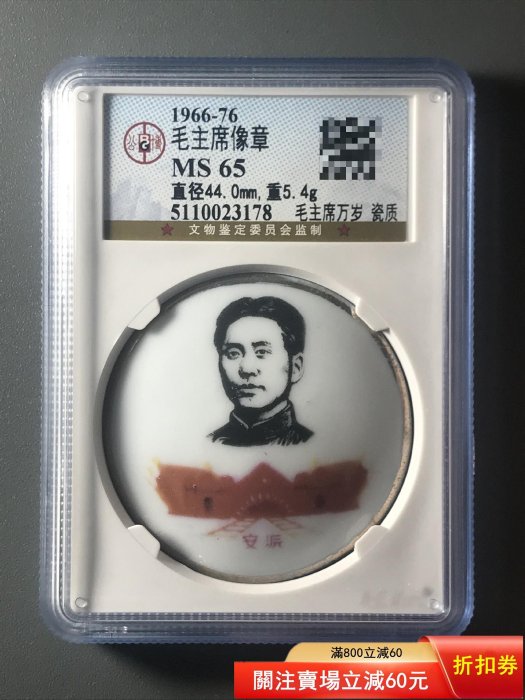 1966-76
毛主席像章
公 博
MS 65
直径44.0mm,重5.4g
5110023178 毛主席万岁 瓷质
★ 文物鉴定委员会监制 ★
安源
滿800立減60
關注賣場立減60元
折扣券